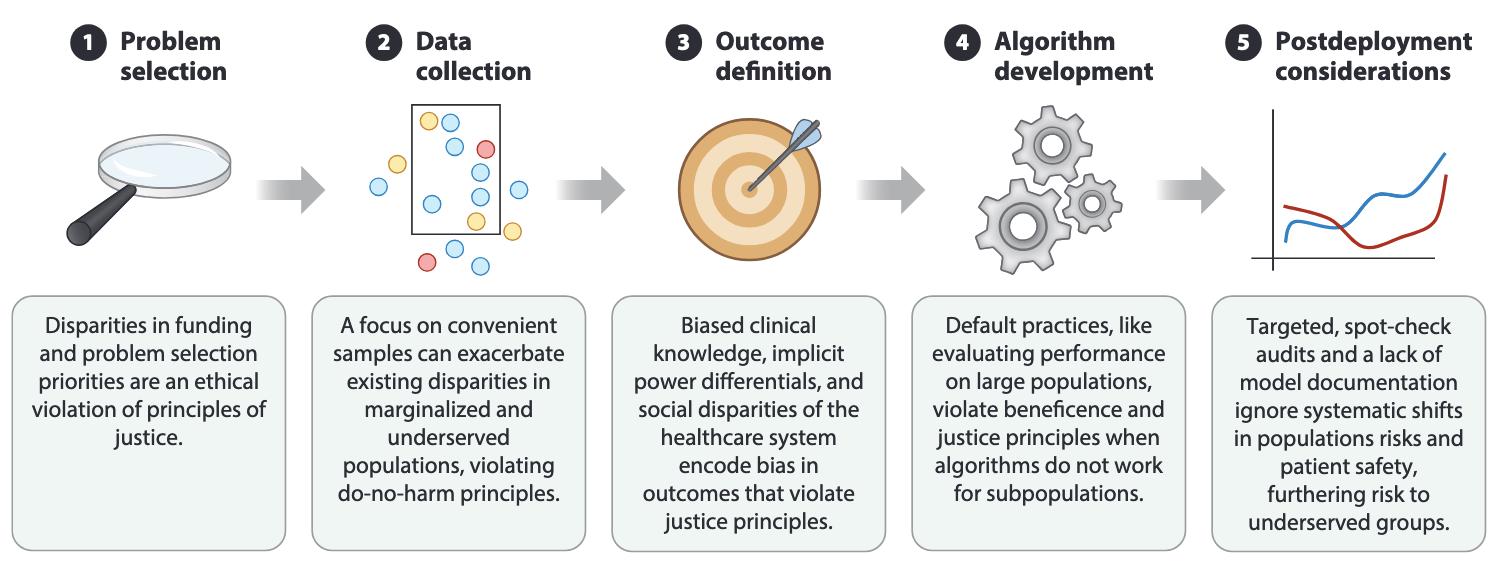 1 Problem
selection
2 Data
collection
3 Outcome
definition
4 Algorithm
development
5 Postdeployment
considerations
Disparities in funding
and problem selection
priorities are an ethical
violation of principles of
justice.
A focus on convenient
samples can exacerbate
existing disparities in
marginalized and
underserved
populations, violating
do-no-harm principles.
Biased clinical
knowledge, implicit
power differentials, and
social disparities of the
healthcare system
encode bias in
outcomes that violate
justice principles.
Default practices, like
evaluating performance
on large populations,
violate beneficence and
justice principles when
algorithms do not work
for subpopulations.
Targeted, spot-check
audits and a lack of
model documentation
ignore systematic shifts
in populations risks and
patient safety,
furthering risk to
underserved groups.